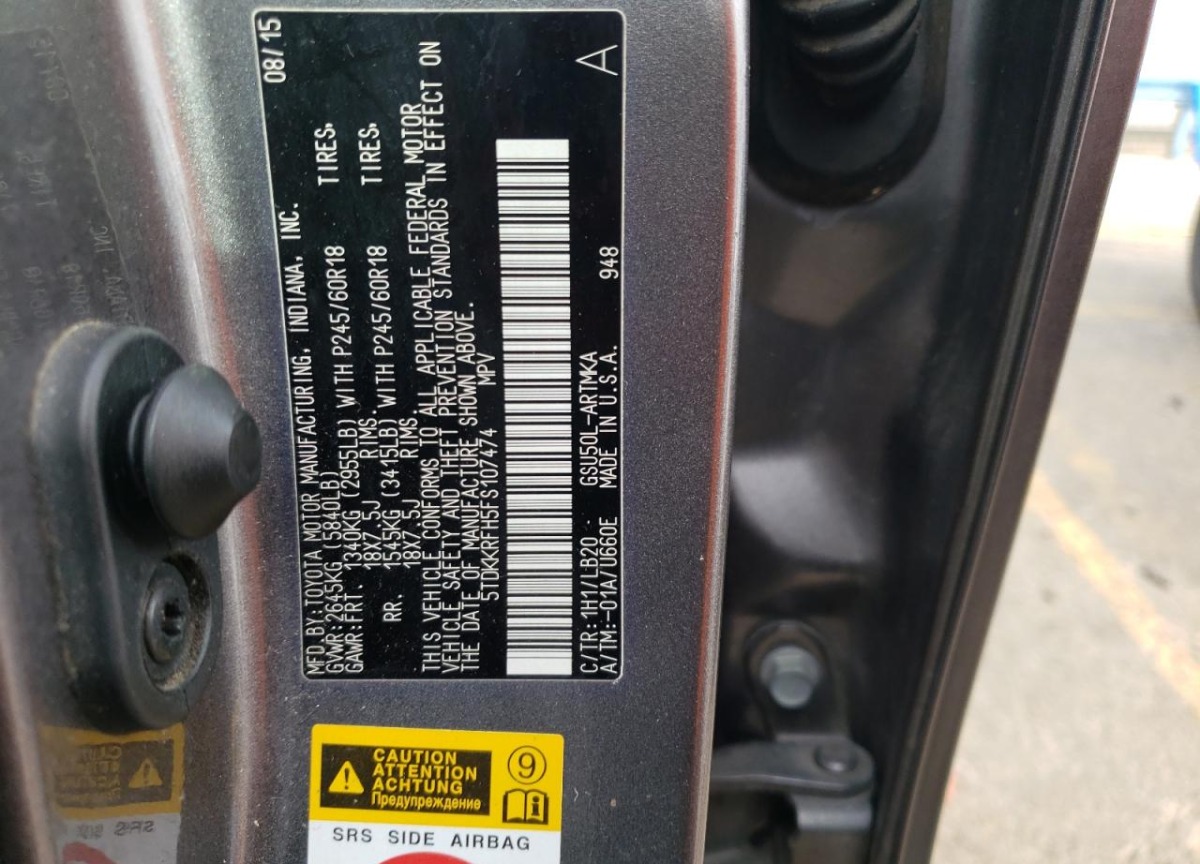 MFD. BY: TOYOTA MOTOR MANUFACTURING, INDIANA, INC. 08/15
GVWR: 2645KG (5840LB)
GAWR: FRT. 1340KG (2955LB) WITH P245/60R18 TIRES,
18X7.5J RIMS.
RR. 1545KG (3415LB) WITH P245/60R18 TIRES,
18X7.5J RIMS.
THIS VEHICLE CONFORMS TO ALL APPLICABLE FEDERAL MOTOR
VEHICLE SAFETY AND THEFT PREVENTION STANDARDS IN EFFECT ON
THE DATE OF MANUFACTURE SHOWN ABOVE.
5TDKKRFH5FS107474 MPV
C/TR: 1H1/LB20 GSU50L-ARTMKA A
A/TM: -01A/U660E MADE IN U.S.A. 948
CAUTION
ATTENTION
ACHTUNG
Предупреждение
9
i
SRS SIDE AIRBAG